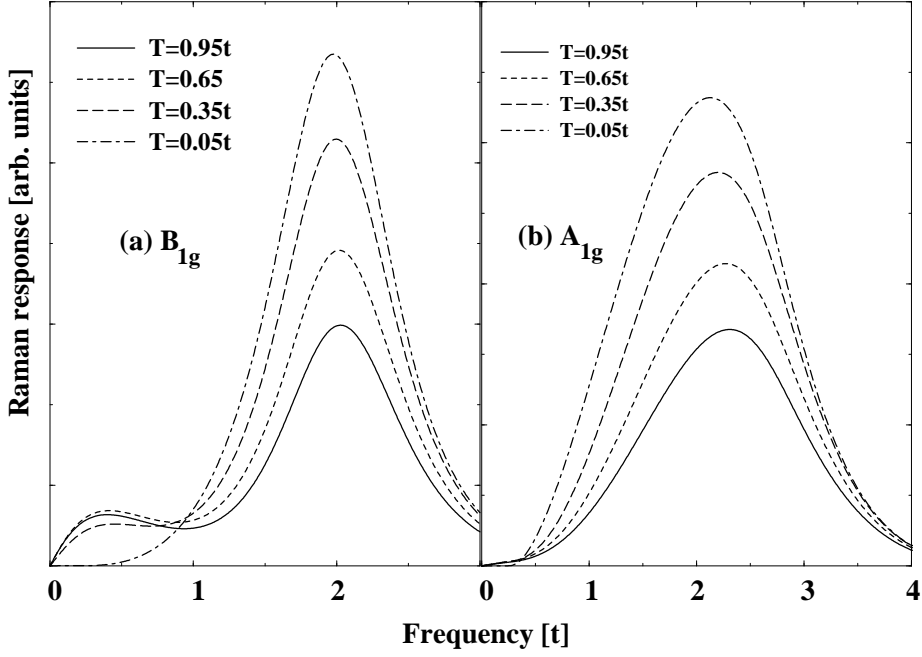 T=0.95t
T=0.65
T=0.35t
T=0.05t
(a) B1g
T=0.95t
T=0.65t
T=0.35t
T=0.05t
(b) A1g
Raman response [arb. units]
0 1 2 0 1 2 3 4
Frequency [t]